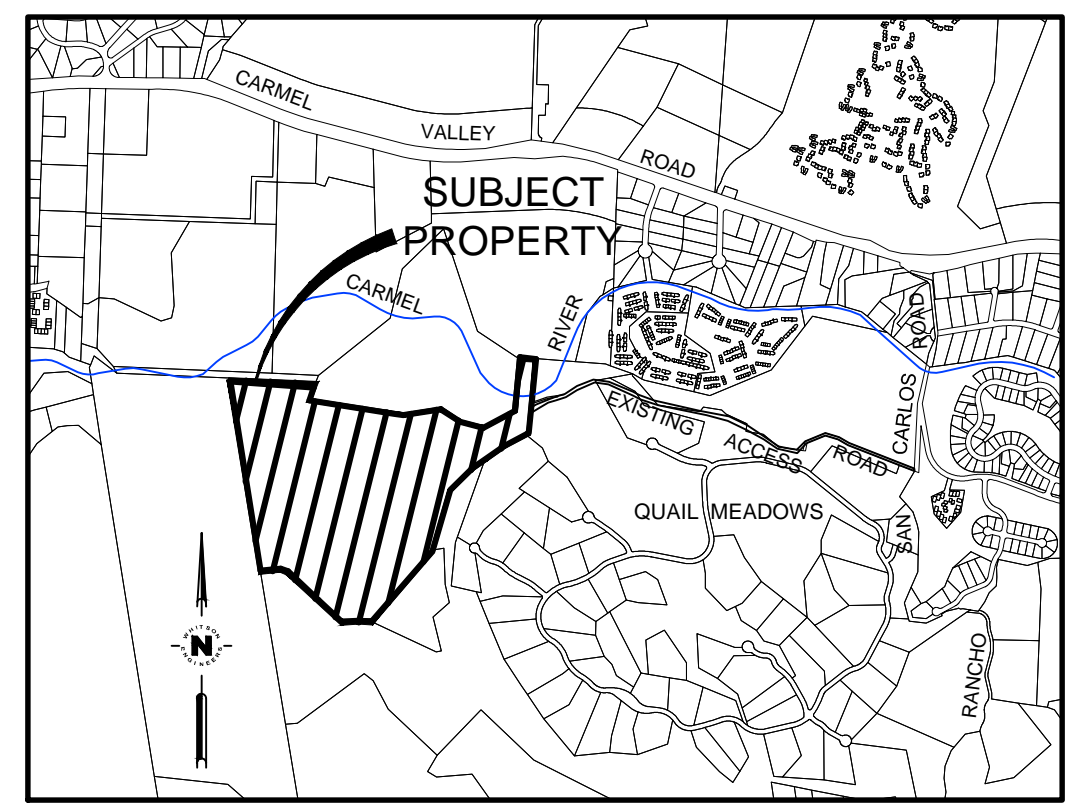 CARMEL
VALLEY
ROAD
SUBJECT
PROPERTY
CARMEL
RIVER
EXISTING
ACCESS
ROAD
QUAIL MEADOWS
RANCHO
SAN
CARLOS
ROAD
WHITSON
N
ENGINEERS